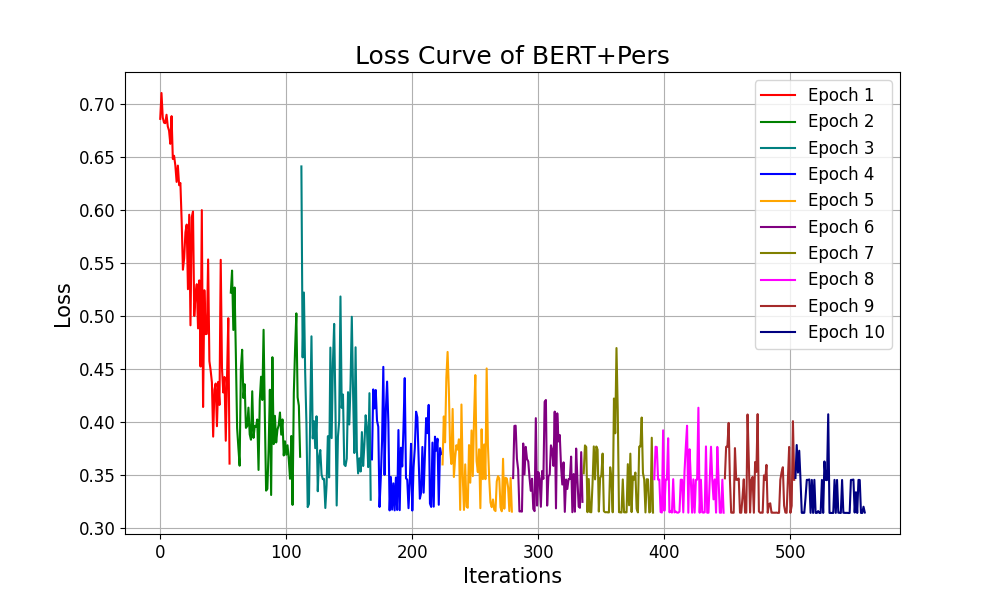 Loss Curve of BERT+Pers
0.70
0.65
0.60
0.55
0.50
0.45
0.40
0.35
0.30
Loss
0
100
200
300
400
500
Iterations
Epoch 1
Epoch 2
Epoch 3
Epoch 4
Epoch 5
Epoch 6
Epoch 7
Epoch 8
Epoch 9
Epoch 10